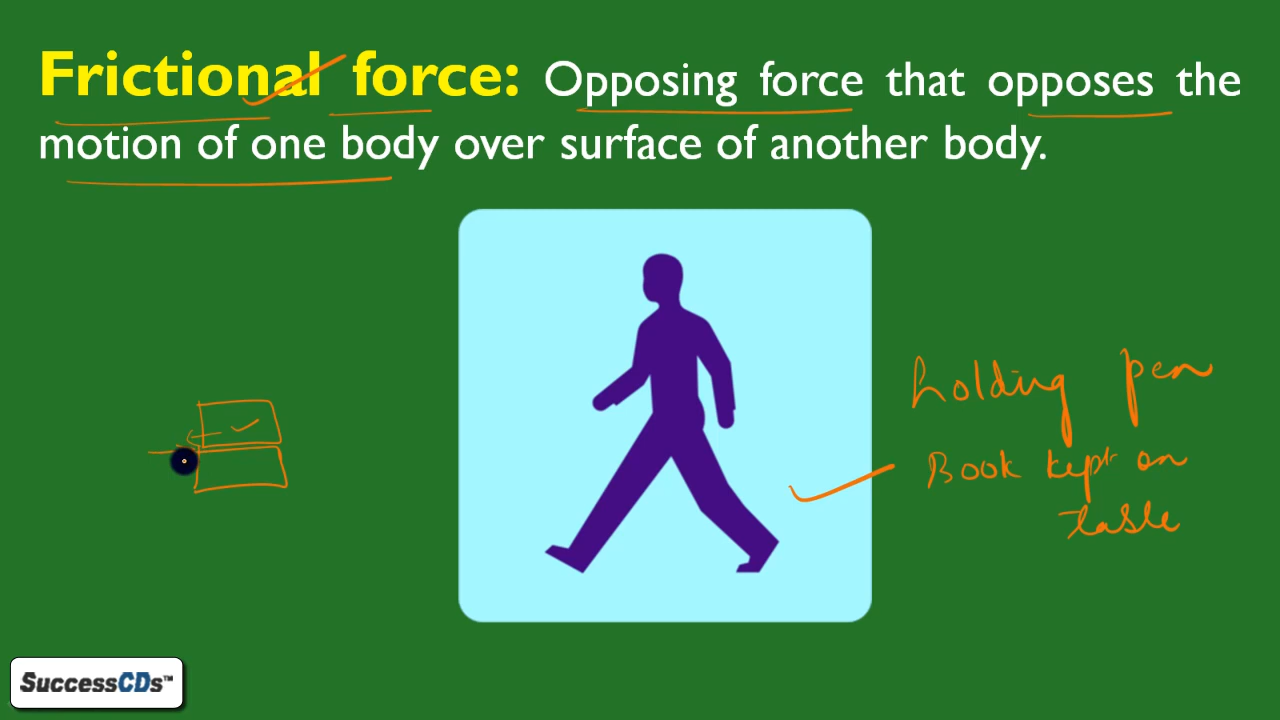 Frictional force: Opposing force that opposes the
motion of one body over surface of another body.
holding pen
Book kept on
table
SuccessCDs™